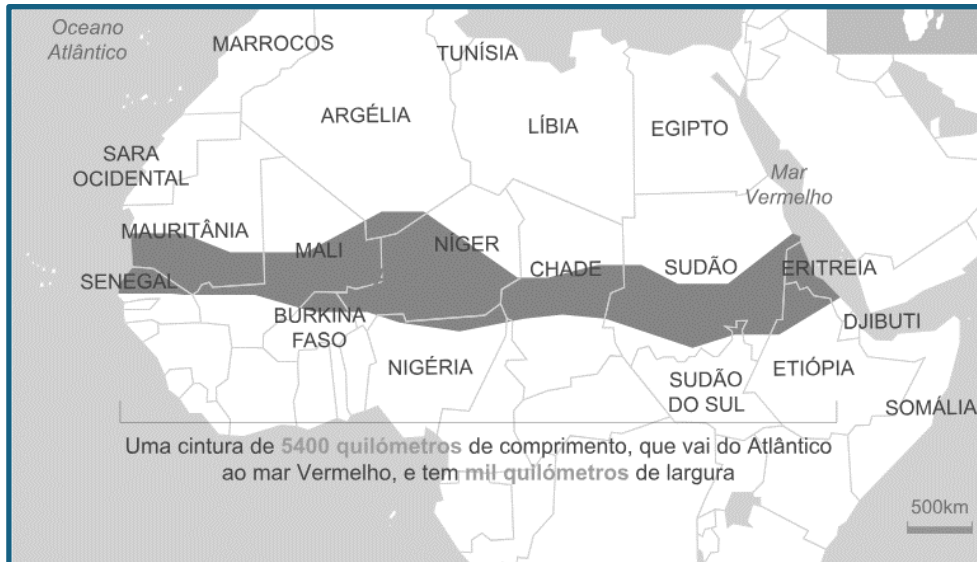 Oceano
Atlântico
MARROCOS
TUNÍSIA
ARGÉLIA
LÍBIA
EGIPTO
SARA
OCIDENTAL
Mar
Vermelho
MAURITÂNIA
MALI
NÍGER
CHADE
SUDÃO
ERITREIA
SENEGAL
BURKINA
FASO
DJIBUTI
NIGÉRIA
SUDÃO
DO SUL
ETIÓPIA
SOMÁLIA
Uma cintura de 5400 quilómetros de comprimento, que vai do Atlântico
ao mar Vermelho, e tem mil quilómetros de largura
500km